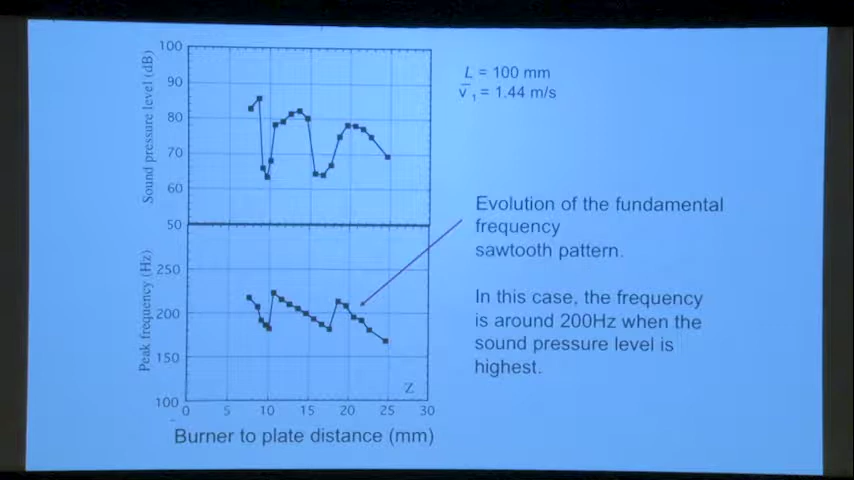 100
90
80
70
60
50
Sound pressure level (dB)
L = 100 mm
v̅ 1 = 1.44 m/s
Evolution of the fundamental
frequency
sawtooth pattern.
In this case, the frequency
is around 200Hz when the
sound pressure level is
highest.
250
200
150
100
Peak frequency (Hz)
Z
0 5 10 15 20 25 30
Burner to plate distance (mm)